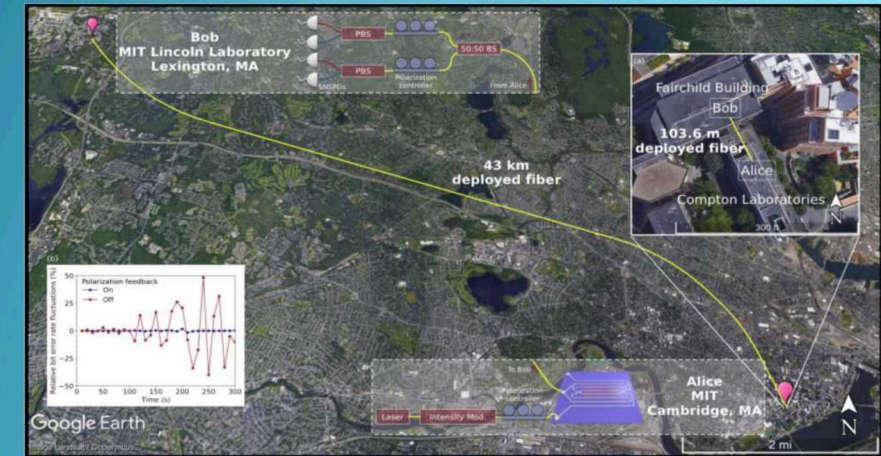 Bob
MIT Lincoln Laboratory
Lexington, MA
PBS
PBS
SNSPDs
Polarization
controller
50:50 BS
From Alice
(a)
Fairchild Building
Bob
103.6 m
deployed fiber
Alice
Compton Laboratories
N
300 ft
43 km
deployed fiber
(b)
Polarization feedback
On
Off
Relative bit error rate fluctuations (%)
50
25
0
−25
−50
0 50 100 150 200 250 300
Time (s)
To Bob
Polarization
controller
Laser
Intensity Mod.
Alice
MIT
Cambridge, MA
N
2 mi
Google Earth